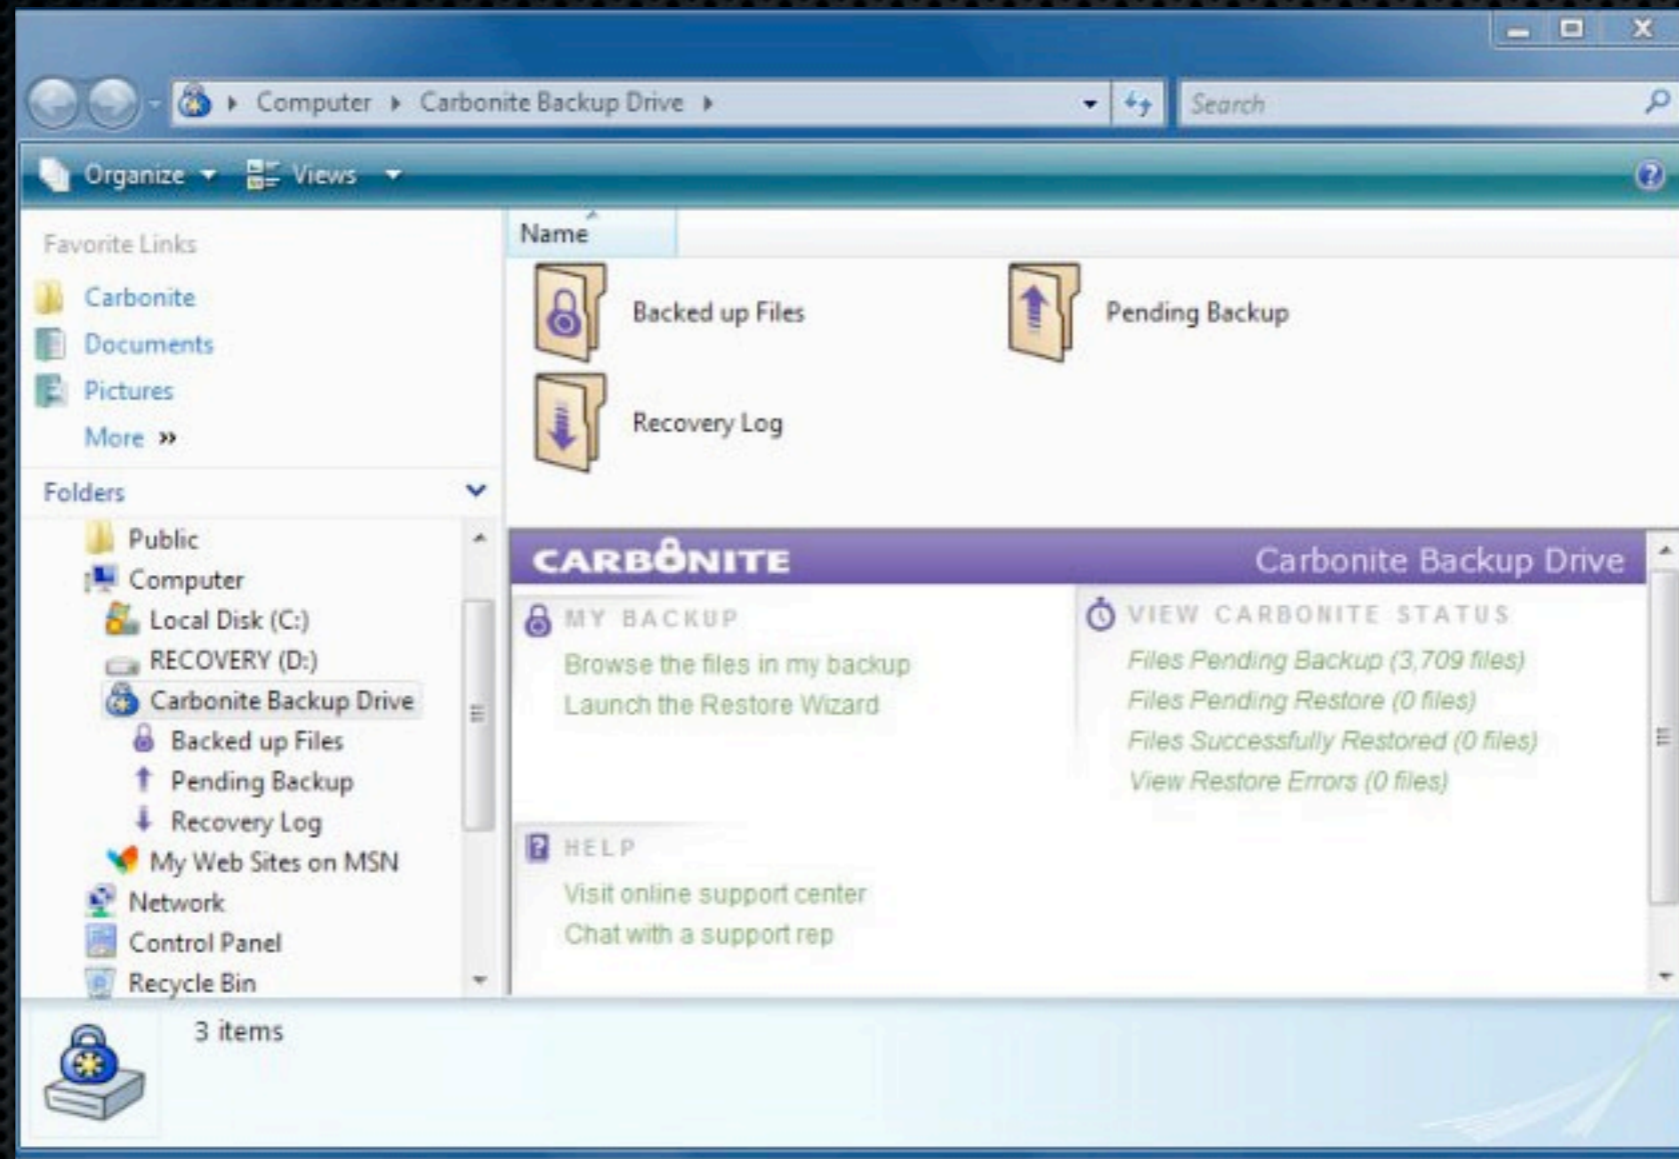 Computer Carbonite Backup Drive
Search
Organize Views
Favorite Links
Carbonite
Documents
Pictures
More »
Folders
Public
Computer
Local Disk (C:)
RECOVERY (D:)
Carbonite Backup Drive
Backed up Files
Pending Backup
Recovery Log
My Web Sites on MSN
Network
Control Panel
Recycle Bin
Name
Backed up Files
Pending Backup
Recovery Log
CARBONITE
Carbonite Backup Drive
MY BACKUP
Browse the files in my backup
Launch the Restore Wizard
VIEW CARBONITE STATUS
Files Pending Backup (3,709 files)
Files Pending Restore (0 files)
Files Successfully Restored (0 files)
View Restore Errors (0 files)
HELP
Visit online support center
Chat with a support rep
3 items